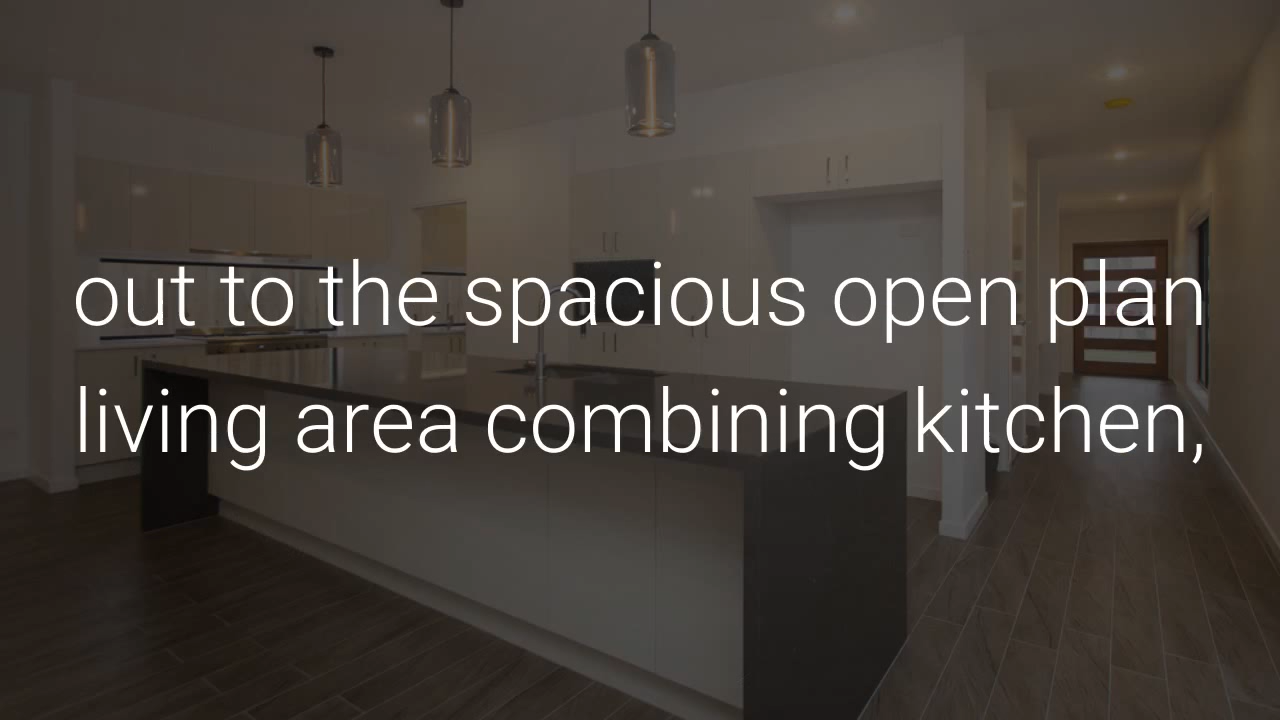 out to the spacious open plan
living area combining kitchen,